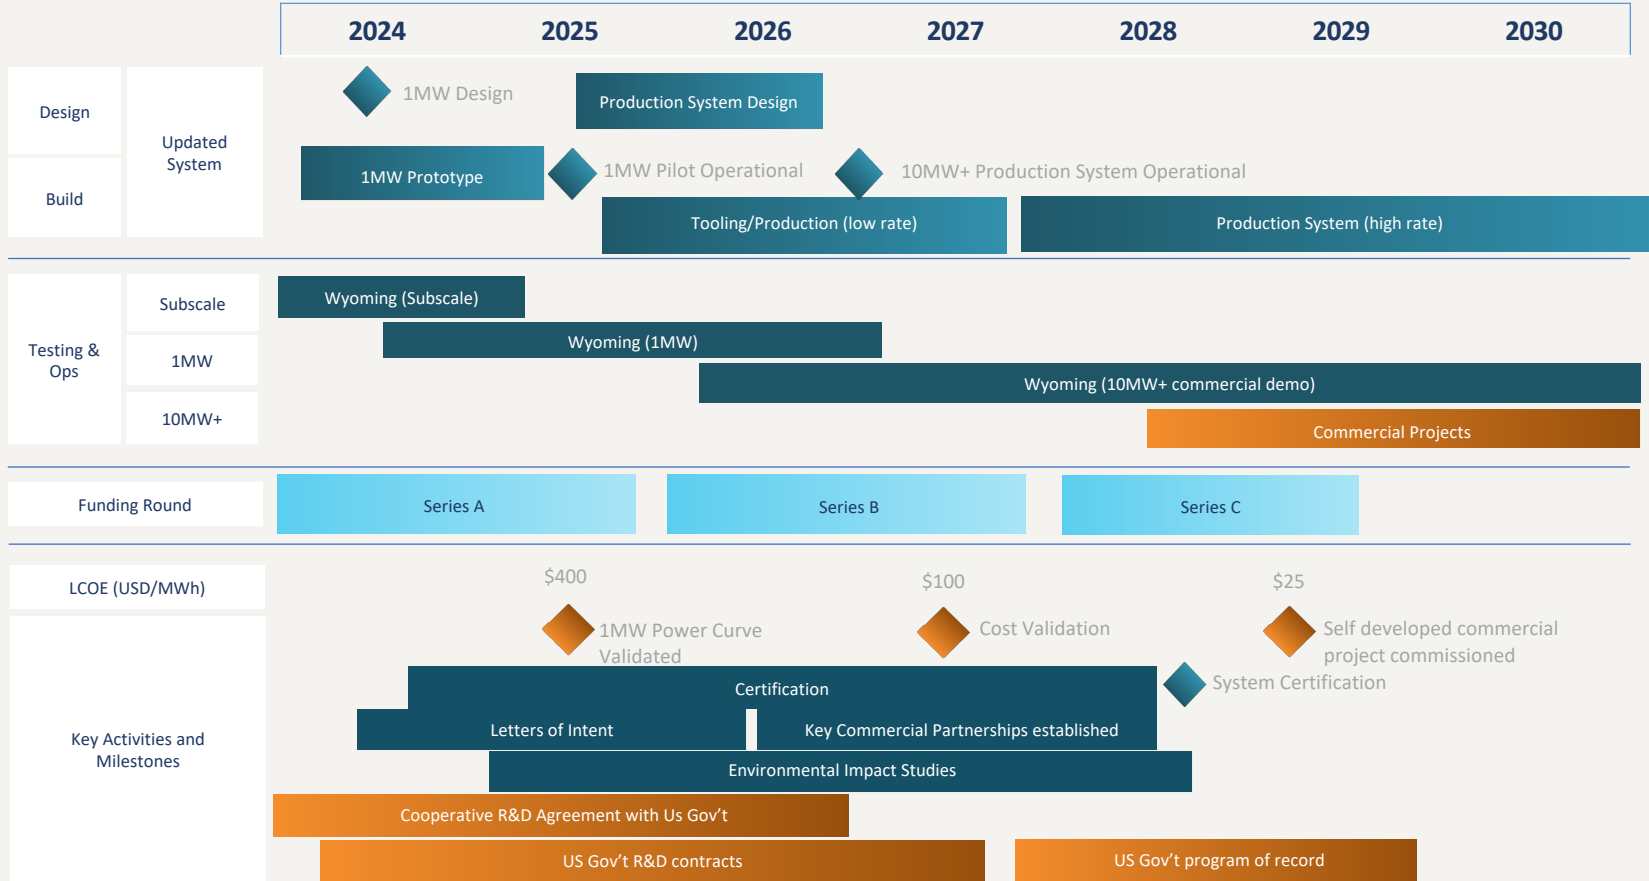 2024 2025 2026 2027 2028 2029 2030
Design
Updated
System
1MW Design
Production System Design
Build
1MW Prototype
1MW Pilot Operational
10MW+ Production System Operational
Tooling/Production (low rate)
Production System (high rate)
Testing &
Ops
Subscale
Wyoming (Subscale)
1MW
Wyoming (1MW)
Wyoming (10MW+ commercial demo)
10MW+
Commercial Projects
Funding Round
Series A
Series B
Series C
LCOE (USD/MWh)
$400
$100
$25
Key Activities and
Milestones
1MW Power Curve
Validated
Cost Validation
Self developed commercial
project commissioned
Certification
System Certification
Letters of Intent
Key Commercial Partnerships established
Environmental Impact Studies
Cooperative R&D Agreement with Us Gov’t
US Gov’t R&D contracts
US Gov’t program of record